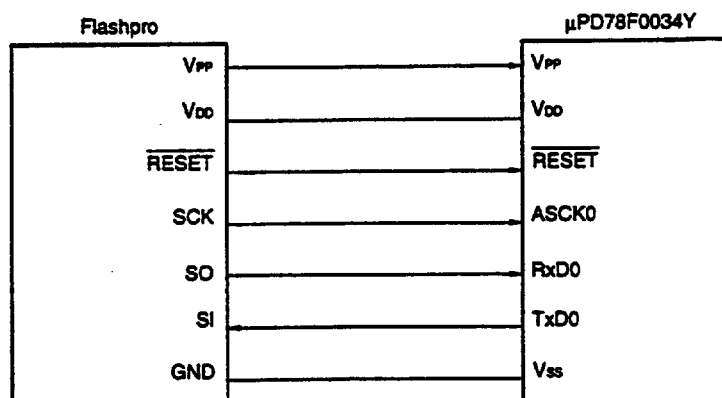 Flashpro
μPD78F0034Y
VPP
VPP
VDD
VDD
RESET
RESET
SCK
ASCK0
SO
RxD0
SI
TxD0
GND
VSS